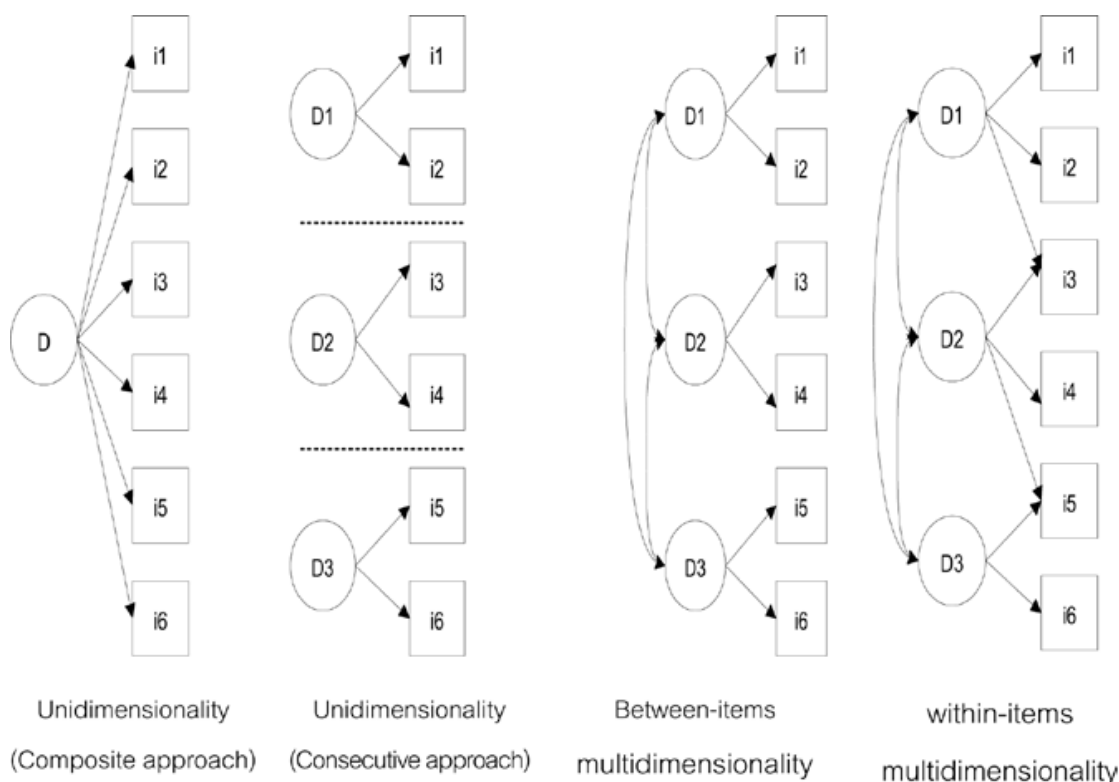 D
i1
i2
i3
i4
i5
i6
Unidimensionality
(Composite approach)
D1
i1
i2
D2
i3
i4
D3
i5
i6
Unidimensionality
(Consecutive approach)
D1
i1
i2
D2
i3
i4
D3
i5
i6
Between-items
multidimensionality
D1
i1
i2
D2
i3
i4
D3
i5
i6
within-items
multidimensionality